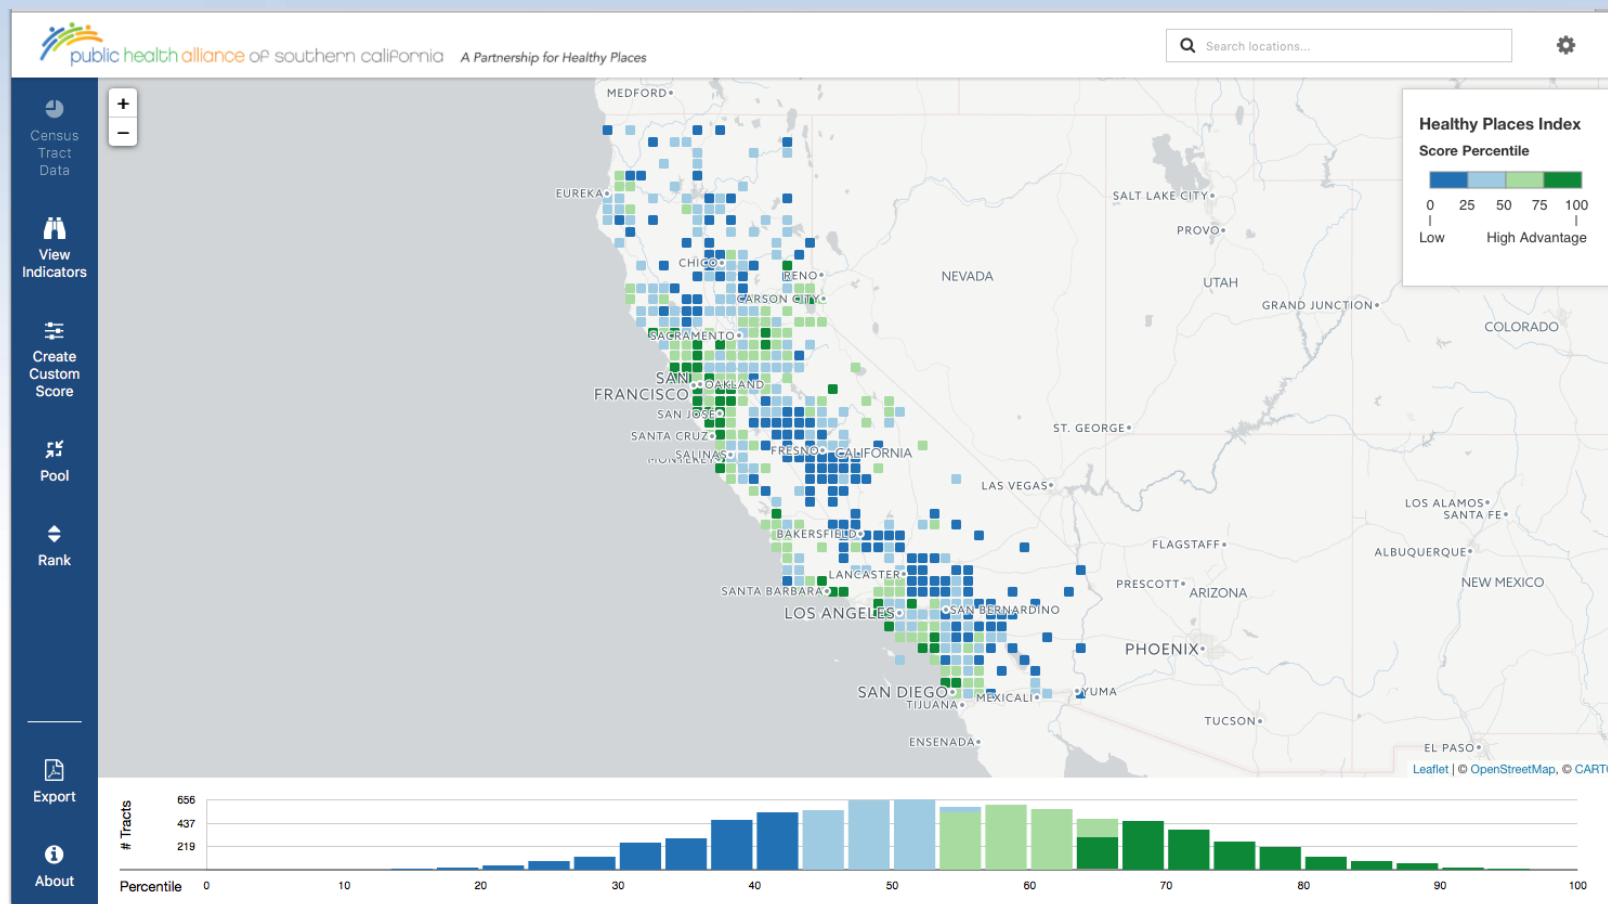 public health alliance of southern california
A Partnership for Healthy Places
Search locations...
Census
Tract
Data
View
Indicators
Create
Custom
Score
Pool
Rank
Export
About
+
−
MEDFORD
EUREKA
CHICO
RENO
CARSON CITY
SACRAMENTO
SAN
FRANCISCO
OAKLAND
SAN JOSE
SANTA CRUZ
SALINAS
MONTEREY
FRESNO
CALIFORNIA
BAKERSFIELD
LANCASTER
SANTA BARBARA
LOS ANGELES
SAN BERNARDINO
SAN DIEGO
TIJUANA
MEXICALI
YUMA
ENSENADA
NEVADA
LAS VEGAS
SALT LAKE CITY
PROVO
UTAH
GRAND JUNCTION
COLORADO
ST. GEORGE
FLAGSTAFF
PRESCOTT
ARIZONA
PHOENIX
TUCSON
LOS ALAMOS
SANTA FE
ALBUQUERQUE
NEW MEXICO
EL PASO
Healthy Places Index
Score Percentile
0 25 50 75 100
Low High Advantage
Leaflet | © OpenStreetMap, © CART
# Tracts
656
437
219
Percentile 0 10 20 30 40 50 60 70 80 90 100